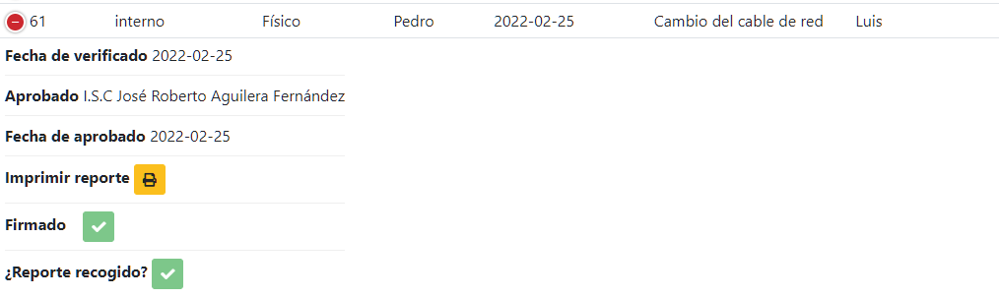 61 interno Físico Pedro 2022-02-25 Cambio del cable de red Luis
Fecha de verificado 2022-02-25
Aprobado I.S.C José Roberto Aguilera Fernández
Fecha de aprobado 2022-02-25
Imprimir reporte
Firmado
¿Reporte recogido?